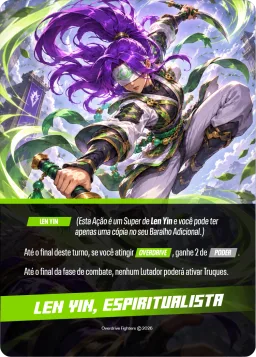 LEN YIN (Esta Ação é um Super de Len Yin e você pode ter
apenas uma cópia no seu Baralho Adicional.)
Até o final deste turno, se você atingir OVERDRIVE , ganhe 2 de PODER .
Até o final da fase de combate, nenhum Lutador poderá ativar Truques.
LEN YIN, ESPIRITUALISTA
Overdrive Fighters © 2026